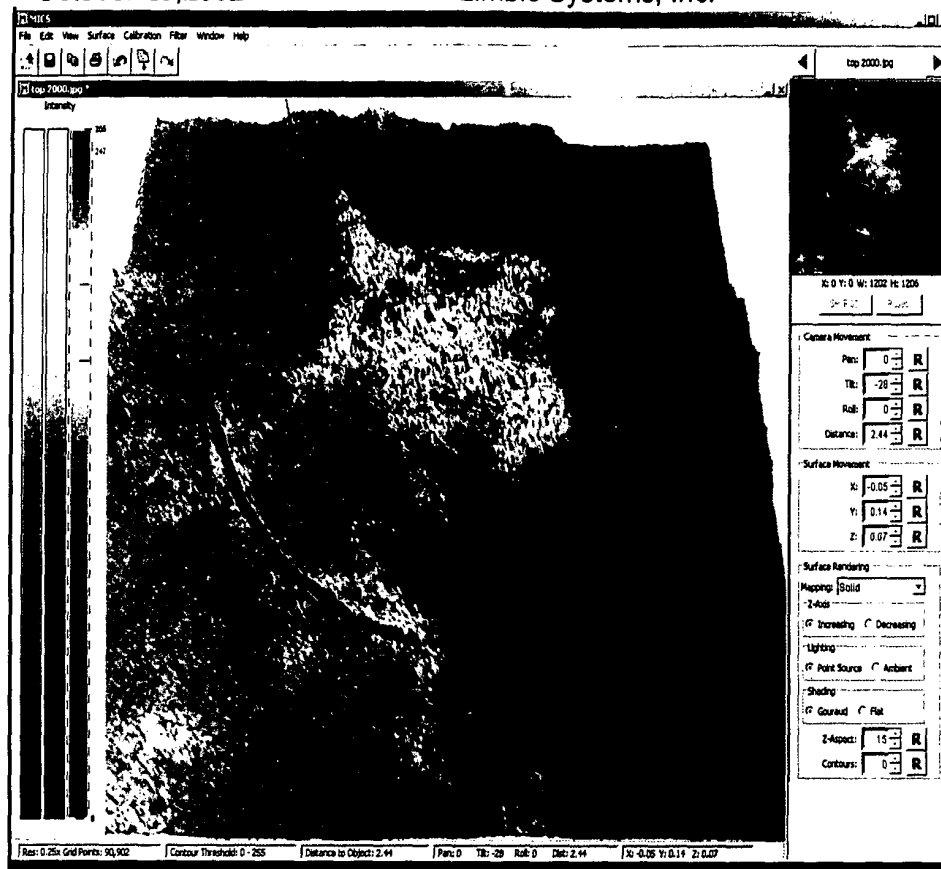 MICS
File Edit View Surface Calibration Filter Window Help
top 2000.jpg
top 2000.jpg *
Intensity
247
X: 0 Y: 0 W: 1202 H: 1206
Camera Movement
Pan: 0 R
Tilt: -28 R
Roll: 0 R
Distance: 2.44 R
Surface Movement
X: -0.05 R
Y: 0.14 R
Z: 0.07 R
Surface Rendering
Mapping: Solid
Z-Axis
Increasing Decreasing
Lighting
Point Source Ambient
Shading
Gouraud Flat
Z-Aspect: 15 R
Contours: 0 R
Res: 0.25x Grid Points: 90,902 Contour Threshold: 0 - 255 Distance to Object: 2.44 Pan: 0 Tilt: -28 Roll: 0 Dist: 2.44 X: -0.05 Y: 0.14 Z: 0.07